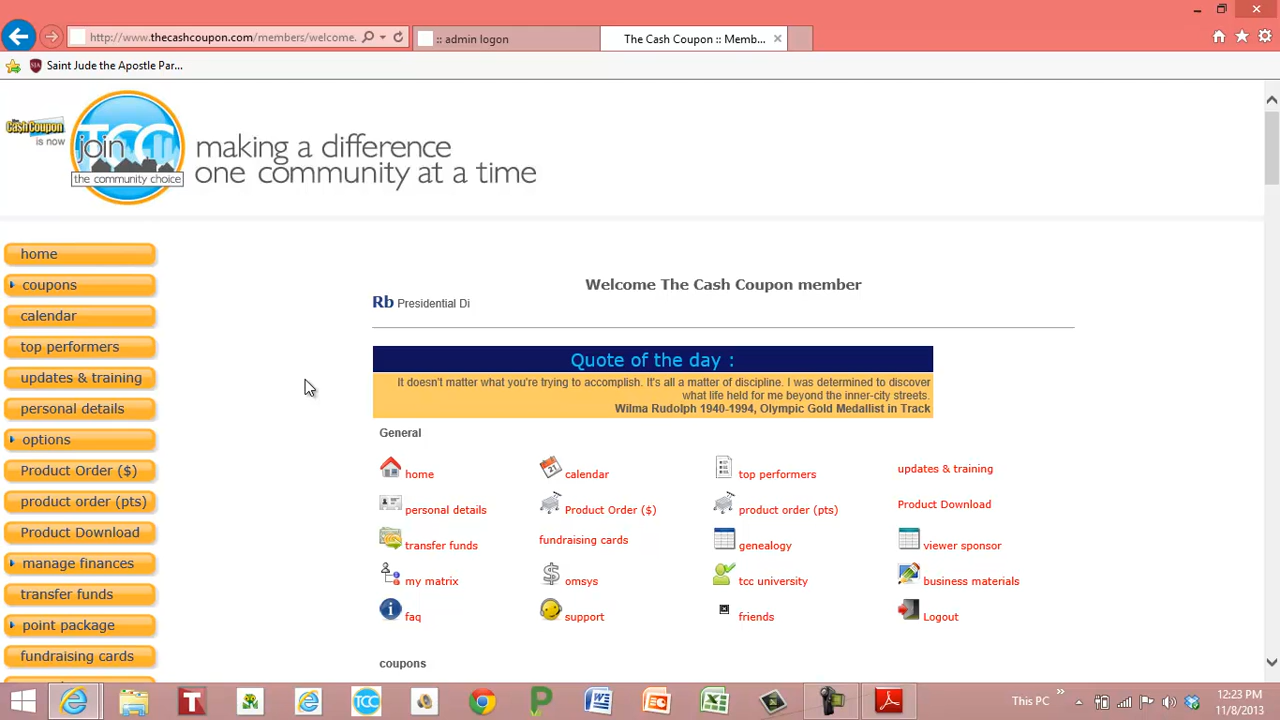 http://www.thecashcoupon.com/members/welcome.
:: admin logon
The Cash Coupon :: Memb...
Saint Jude the Apostle Par...
the CashCoupon
is now
join TCC
the community choice
making a difference
one community at a time
home
coupons
calendar
top performers
updates & training
personal details
options
Product Order ($)
product order (pts)
Product Download
manage finances
transfer funds
point package
fundraising cards
Welcome The Cash Coupon member
Rb Presidential Di
Quote of the day :
It doesn't matter what you're trying to accomplish. It's all a matter of discipline. I was determined to discover
what life held for me beyond the inner-city streets.
Wilma Rudolph 1940-1994, Olympic Gold Medallist in Track
General
home calendar top performers updates & training
personal details Product Order ($) product order (pts) Product Download
transfer funds fundraising cards genealogy viewer sponsor
my matrix omsys tcc university business materials
faq support friends Logout
coupons
This PC
12:23 PM
11/8/2013